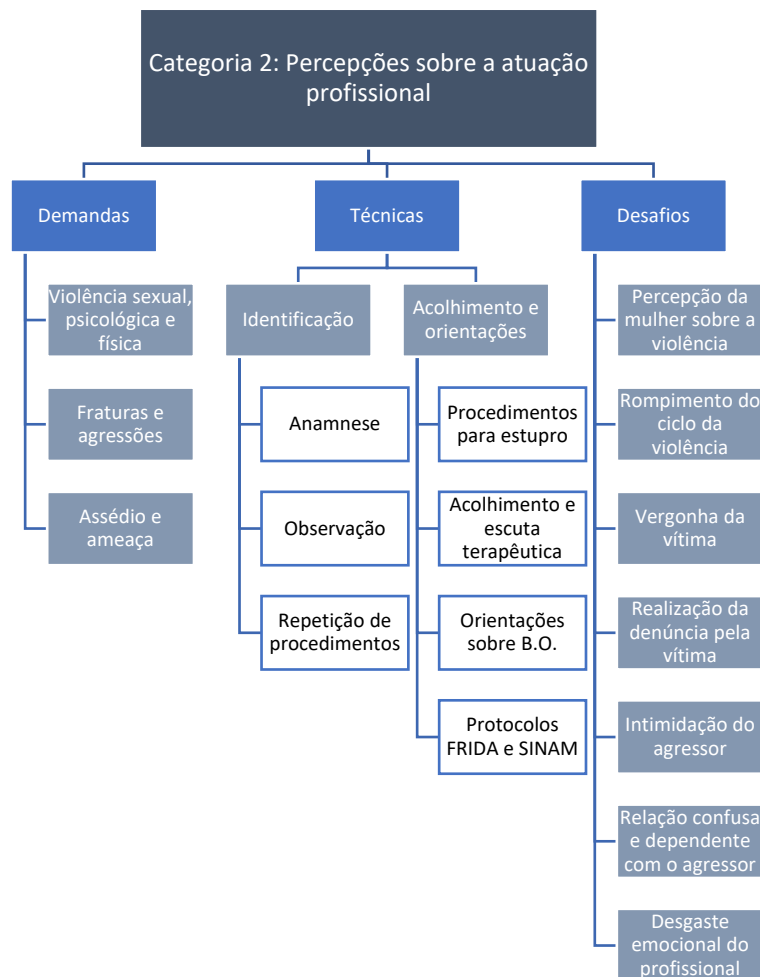 Categoria 2: Percepções sobre a atuação
profissional
Demandas
Violência sexual,
psicológica e
física
Fraturas e
agressões
Assédio e
ameaça
Técnicas
Identificação
Anamnese
Observação
Repetição de
procedimentos
Acolhimento e
orientações
Procedimentos
para estupro
Acolhimento e
escuta
terapêutica
Orientações
sobre B.O.
Protocolos
FRIDA e SINAM
Desafios
Percepção da
mulher sobre a
violência
Rompimento do
ciclo da
violência
Vergonha da
vítima
Realização da
denúncia pela
vítima
Intimidação do
agressor
Relação confusa
e dependente
com o agressor
Desgaste
emocional do
profissional